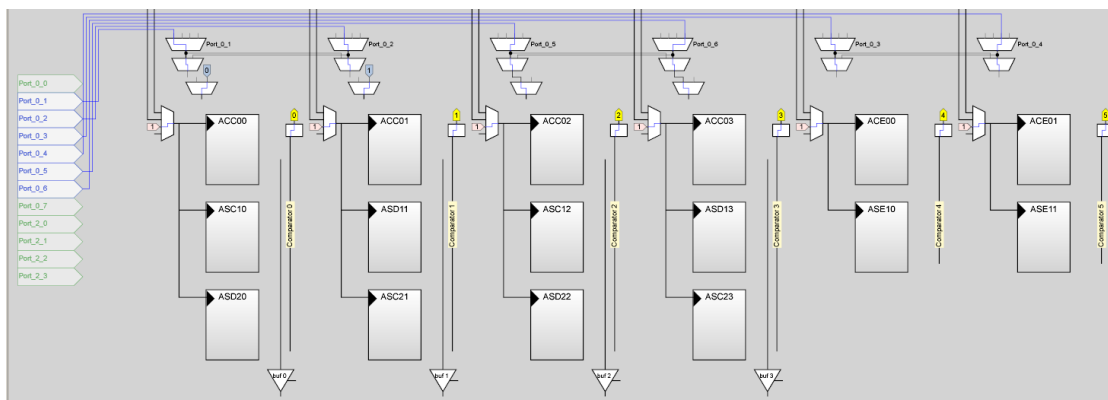 Port_0_1
Port_0_2
Port_0_5
Port_0_6
Port_0_3
Port_0_4
0
1
Port_0_0
Port_0_1
Port_0_2
Port_0_3
Port_0_4
Port_0_5
Port_0_6
Port_0_7
Port_2_0
Port_2_1
Port_2_2
Port_2_3
1
ACC00
0
1
ACC01
1
1
ACC02
2
1
ACC03
3
1
ACE00
4
1
ACE01
5
ASC10
Comparator 0
ASD11
Comparator 1
ASC12
Comparator 2
ASD13
Comparator 3
ASE10
Comparator 4
ASE11
Comparator 5
ASD20
ASC21
ASD22
ASC23
buf 0
buf 1
buf 2
buf 3